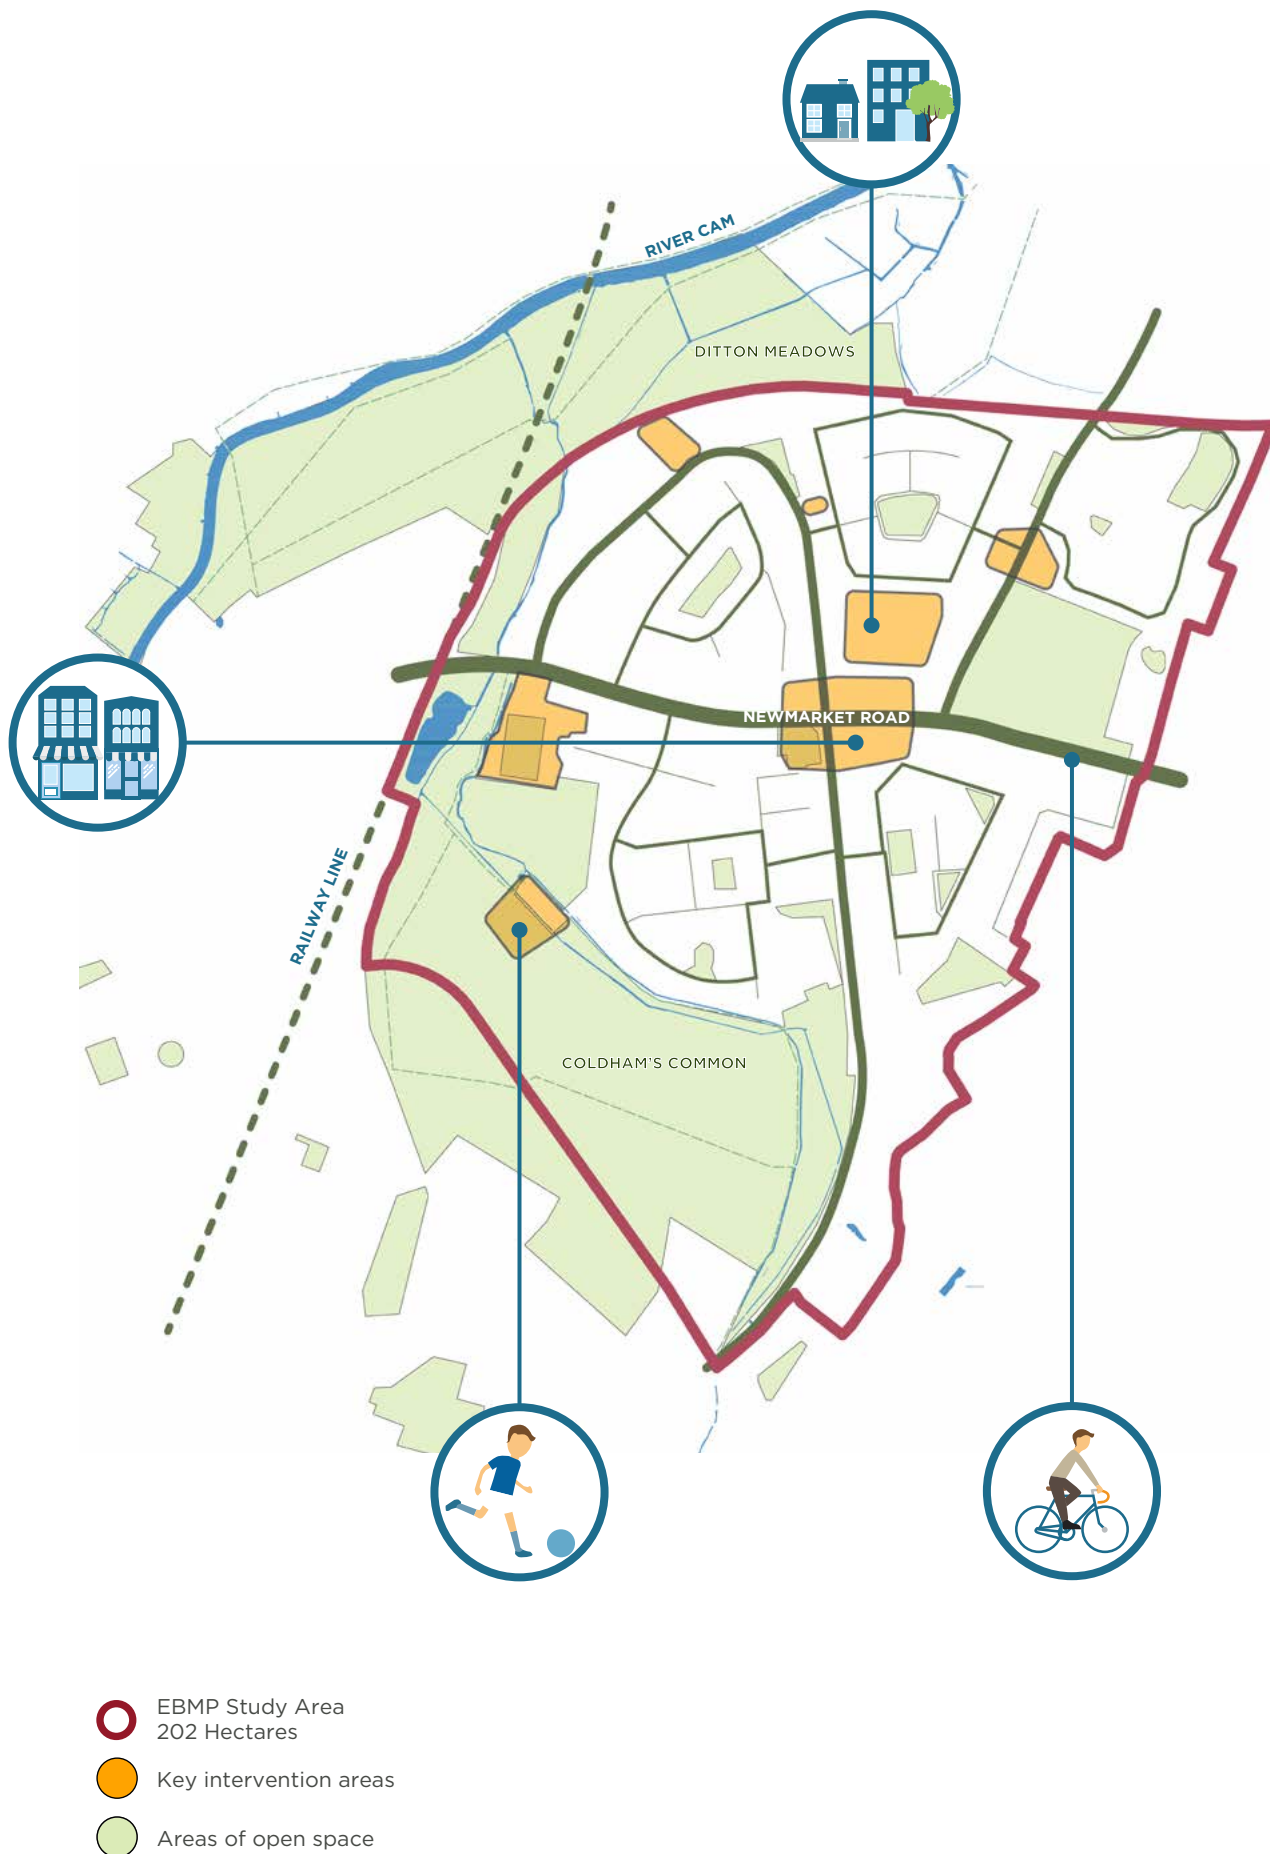 RIVER CAM
DITTON MEADOWS
NEWMARKET ROAD
RAILWAY LINE
COLDHAM'S COMMON
EBMP Study Area
202 Hectares
Key intervention areas
Areas of open space